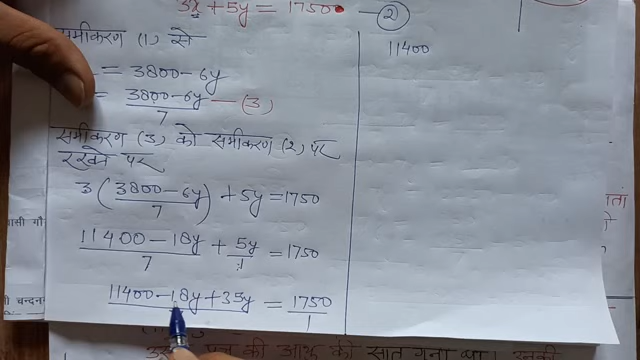 3x + 5y = 1750 — (2)
समीकरण (1) से
= 3800 - 6y
= 3800 - 6y / 7 — (3)
समीकरण (3) को समीकरण (2) पर
रखने पर
3 ( 3800 - 6y / 7 ) + 5y = 1750
11400 - 18y / 7 + 5y / 1 = 1750
11400 - 18y + 35y = 1750 / 1
11400